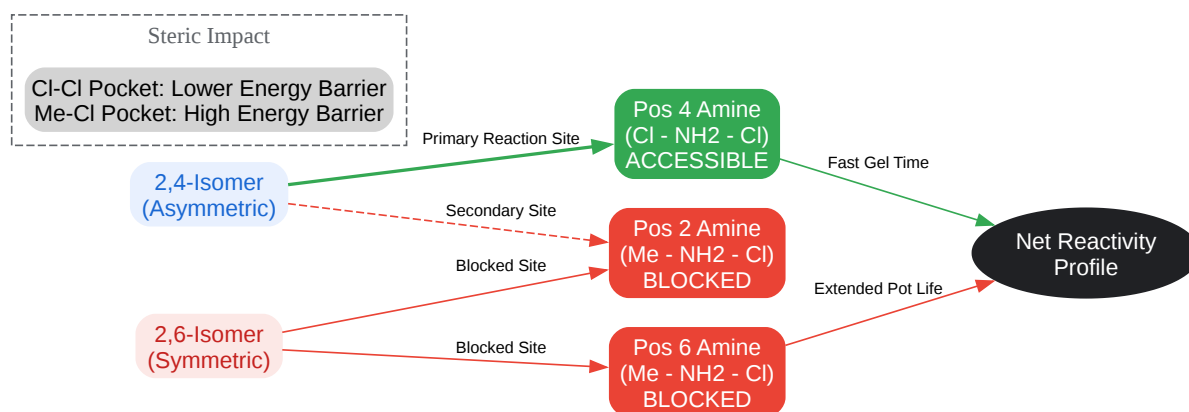 Steric Impact
Cl-Cl Pocket: Lower Energy Barrier
Me-Cl Pocket: High Energy Barrier
2,4-Isomer
(Asymmetric)
2,6-Isomer
(Symmetric)
Primary Reaction Site
Secondary Site
Blocked Site
Blocked Site
Pos 4 Amine
(Cl - NH2 - Cl)
ACCESSIBLE
Pos 2 Amine
(Me - NH2 - Cl)
BLOCKED
Pos 6 Amine
(Me - NH2 - Cl)
BLOCKED
Fast Gel Time
Extended Pot Life
Net Reactivity
Profile